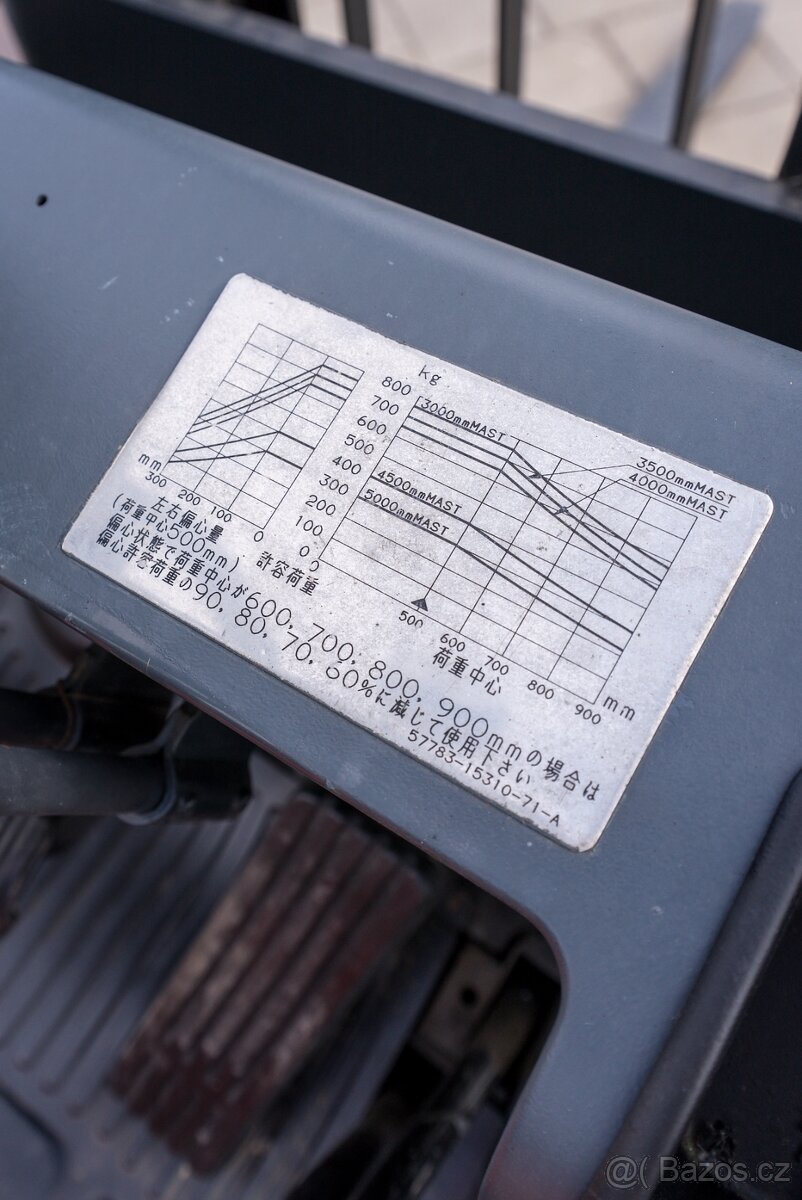 kg
800
700
600
500
400
300
200
100
0
3000mmMAST
3500mmMAST
4000mmMAST
4500mmMAST
5000mmMAST
500
600
700
800
900
mm
荷重中心
許容荷重
mm
300
200
100
0
0
左右偏心量
(荷重中心500mm)
偏心状態で荷重中心が600, 700, 800, 900mmの場合は
偏心許容荷重の90, 80, 70, 60%に減じて使用下さい
57783-15310-71-A
@( Bazos.cz